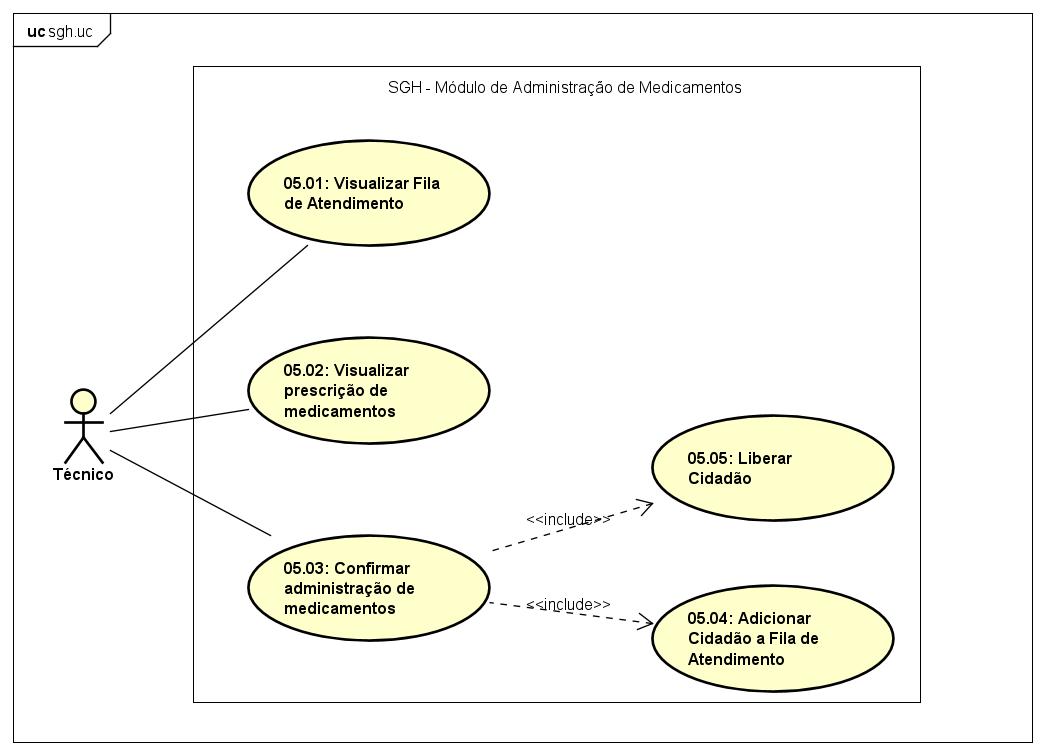 uc sgh.uc
SGH - Módulo de Administração de Medicamentos
05.01: Visualizar Fila
de Atendimento
05.02: Visualizar
prescrição de
medicamentos
Técnico
05.03: Confirmar
administração de
medicamentos
<<include>>
<<include>>
05.05: Liberar
Cidadão
05.04: Adicionar
Cidadão a Fila de
Atendimento